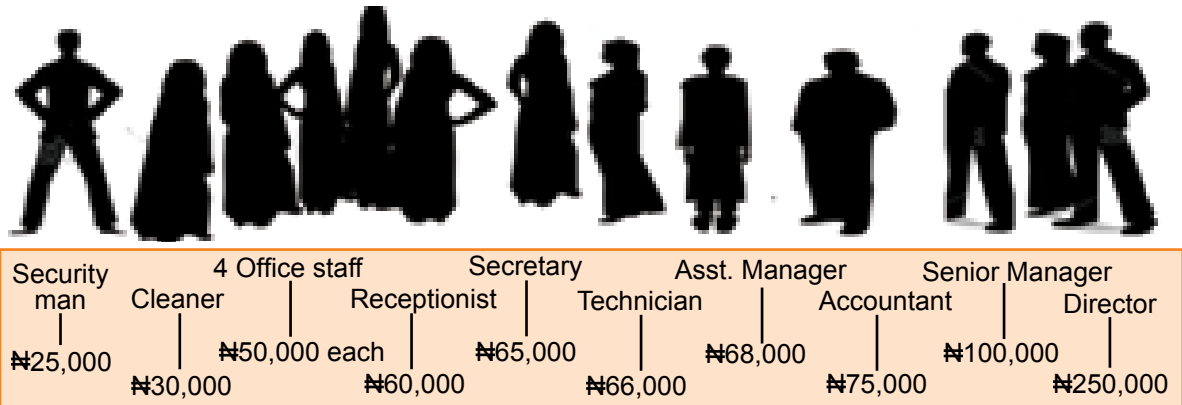 Security
man
₦25,000
Cleaner
₦30,000
4 Office staff
₦50,000 each
Receptionist
₦60,000
Secretary
₦65,000
Technician
₦66,000
Asst. Manager
₦68,000
Accountant
₦75,000
Senior Manager
₦100,000
Director
₦250,000